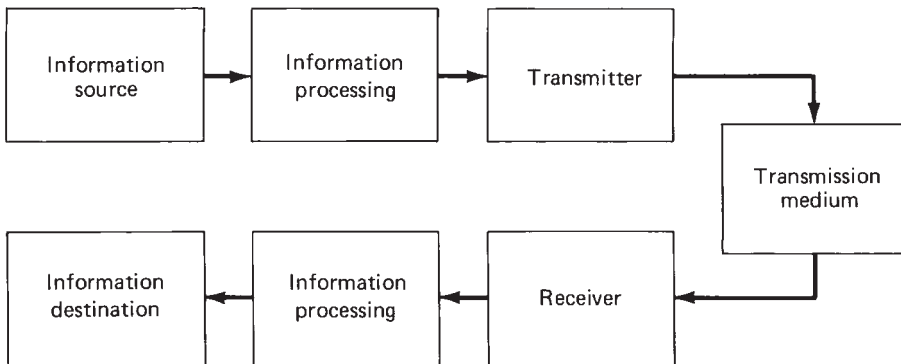 Information
source
Information
processing
Transmitter
Transmission
medium
Receiver
Information
processing
Information
destination